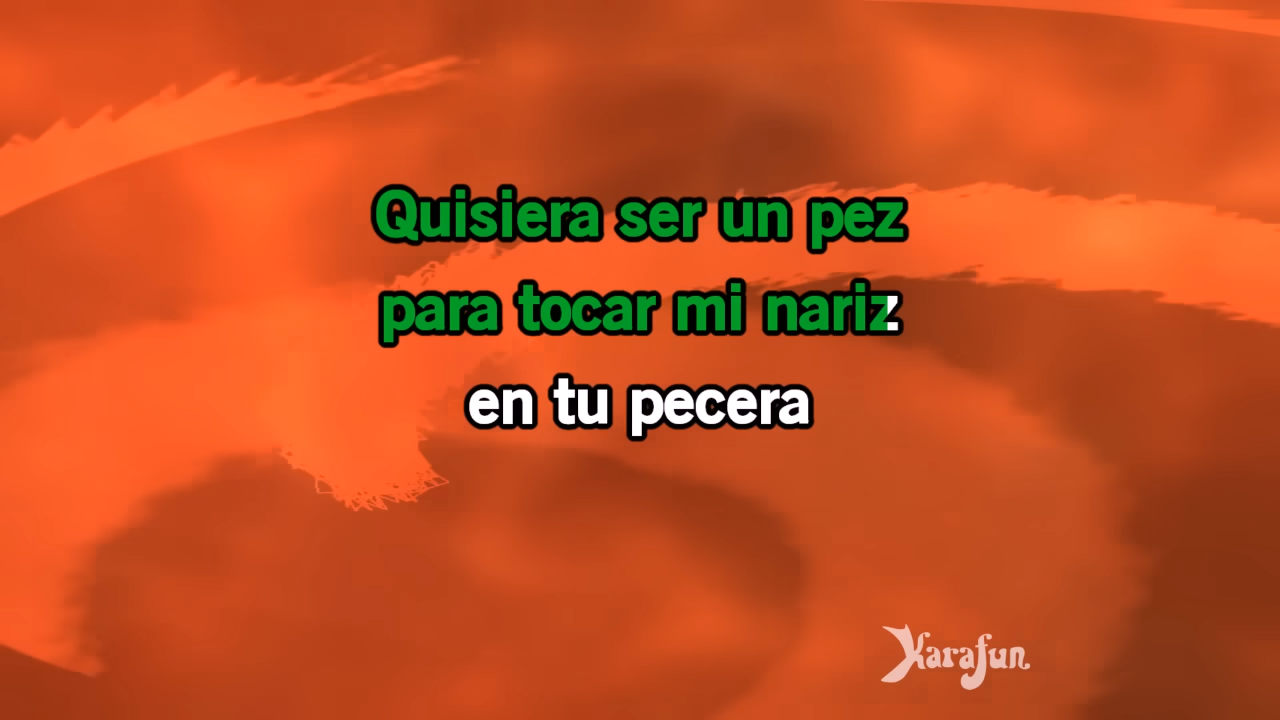 Quisiera ser un pez
para tocar mi nariz
en tu pecera
Karafun